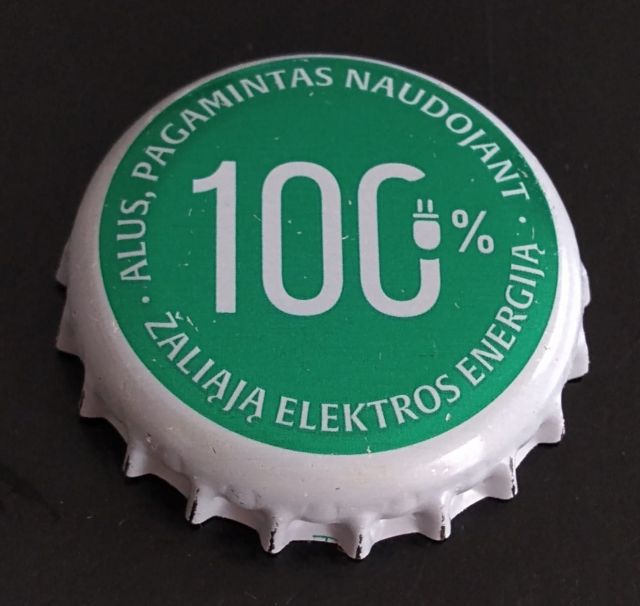 · ALUS, PAGAMINTAS NAUDOJANT ·
100%
ŽALIĄJĄ ELEKTROS ENERGIJĄ